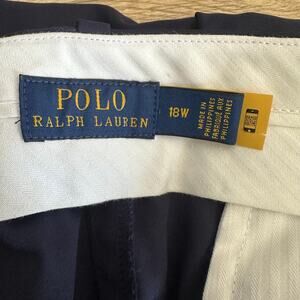 POLO
RALPH LAUREN
18W
MADE IN
PHILIPPINES
FABRIQUÉ AUX
PHILIPPINES